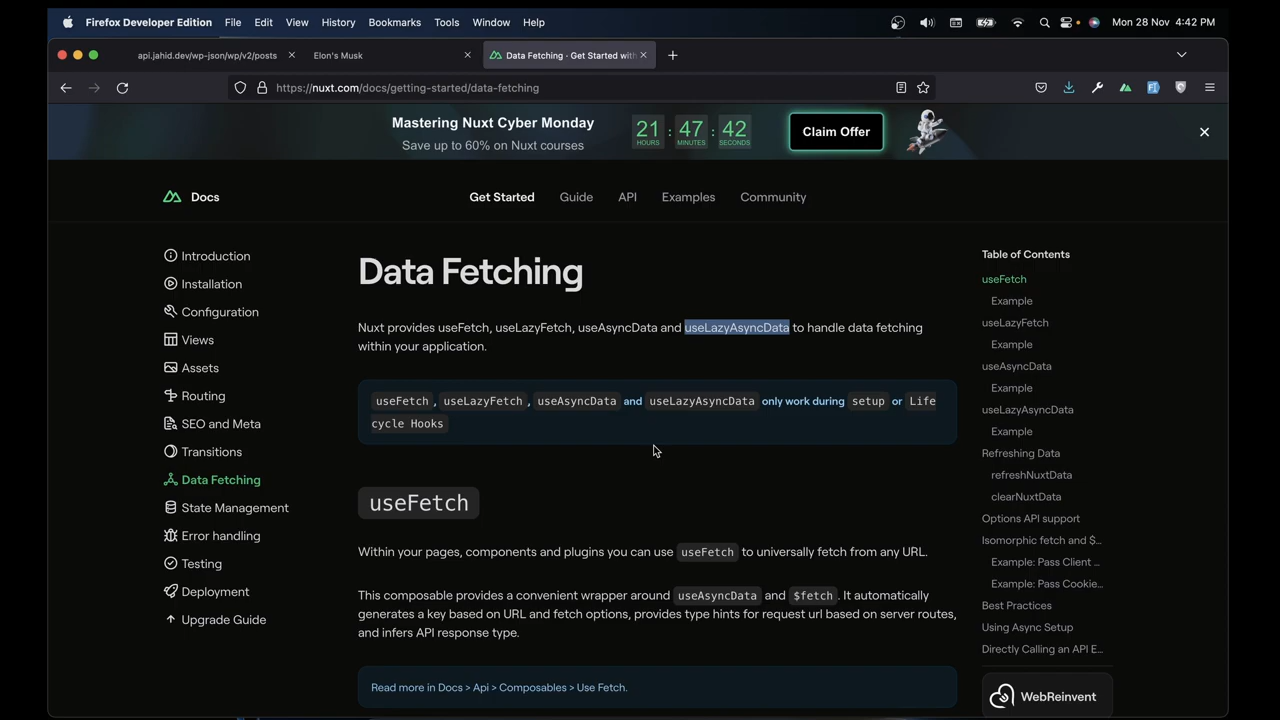 Firefox Developer Edition File Edit View History Bookmarks Tools Window Help Mon 28 Nov 4:42 PM
api.jahid.dev/wp-json/wp/v2/posts Elon's Musk Data Fetching · Get Started with
https://nuxt.com/docs/getting-started/data-fetching
Mastering Nuxt Cyber Monday
Save up to 60% on Nuxt courses
21 : 47 : 42
HOURS MINUTES SECONDS
Claim Offer
Docs
Get Started Guide API Examples Community
Introduction
Installation
Configuration
Views
Assets
Routing
SEO and Meta
Transitions
Data Fetching
State Management
Error handling
Testing
Deployment
Upgrade Guide
Data Fetching
Nuxt provides useFetch, useLazyFetch, useAsyncData and useLazyAsyncData to handle data fetching
within your application.
useFetch, useLazyFetch, useAsyncData and useLazyAsyncData only work during setup or Life
cycle Hooks
useFetch
Within your pages, components and plugins you can use useFetch to universally fetch from any URL.
This composable provides a convenient wrapper around useAsyncData and $fetch. It automatically
generates a key based on URL and fetch options, provides type hints for request url based on server routes,
and infers API response type.
Read more in Docs > Api > Composables > Use Fetch.
Table of Contents
useFetch
Example
useLazyFetch
Example
useAsyncData
Example
useLazyAsyncData
Example
Refreshing Data
refreshNuxtData
clearNuxtData
Options API support
Isomorphic fetch and $...
Example: Pass Client ...
Example: Pass Cookie...
Best Practices
Using Async Setup
Directly Calling an API E...
WebReinvent